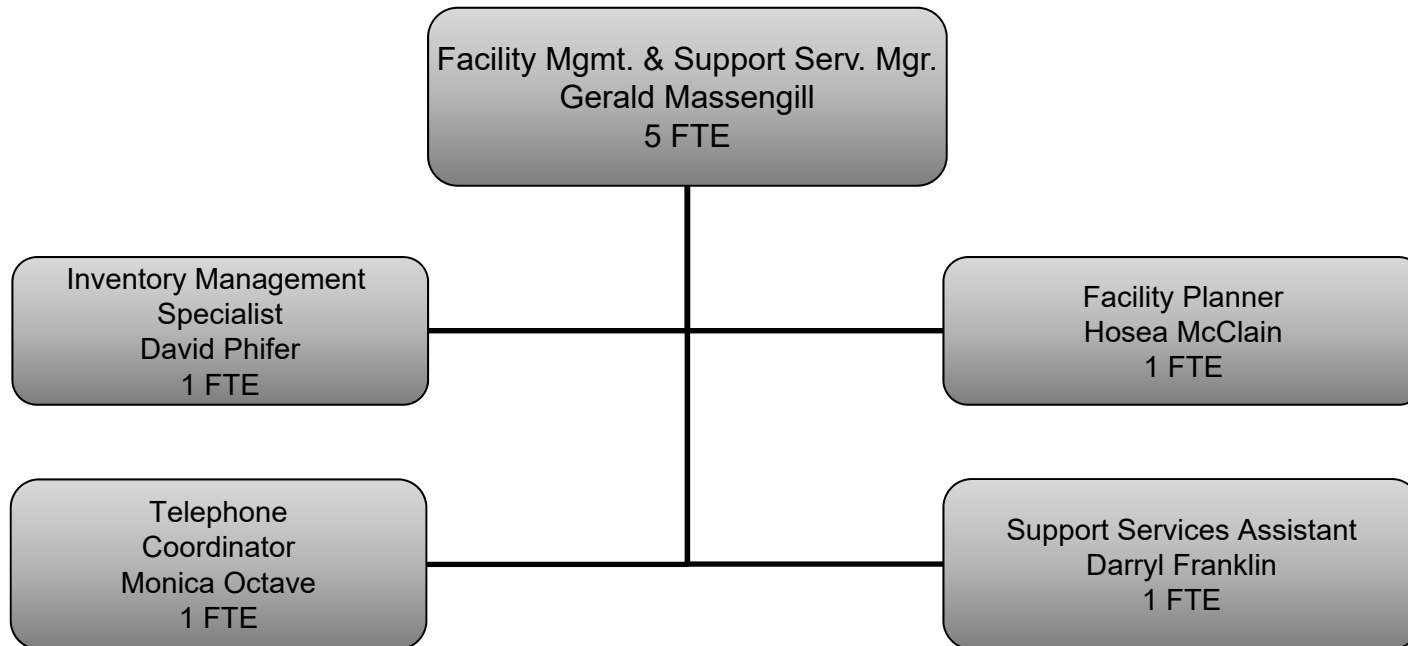 Facility Mgmt. & Support Serv. Mgr.
Gerald Massengill
5 FTE
Inventory Management
Specialist
David Phifer
1 FTE
Facility Planner
Hosea McClain
1 FTE
Telephone
Coordinator
Monica Octave
1 FTE
Support Services Assistant
Darryl Franklin
1 FTE